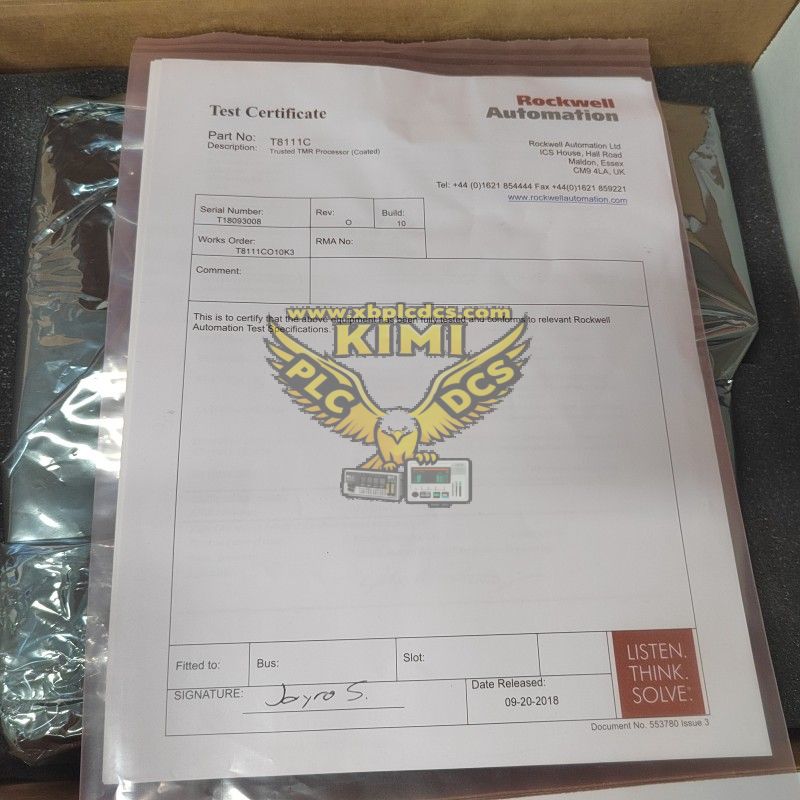 Test Certificate
Rockwell
Automation
Part No: T8111C
Description: Trusted TMR Processor (Coated)
Rockwell Automation Ltd
ICS House, Hall Road
Maldon, Essex
CM9 4LA, UK
Tel: +44 (0)1621 854444 Fax +44(0)1621 859221
www.rockwellautomation.com
Serial Number: T18093008
Rev: O
Build: 10
Works Order: T8111CO10K3
RMA No:
Comment:
This is to certify that the above equipment has been fully tested and conforms to relevant Rockwell
Automation Test Specifications.
www.xbplcdcs.com
KIMI
PLC DCS
Fitted to:
Bus:
Slot:
SIGNATURE: Jayro S.
Date Released:
09-20-2018
LISTEN.
THINK.
SOLVE.®
Document No. 553780 Issue 3